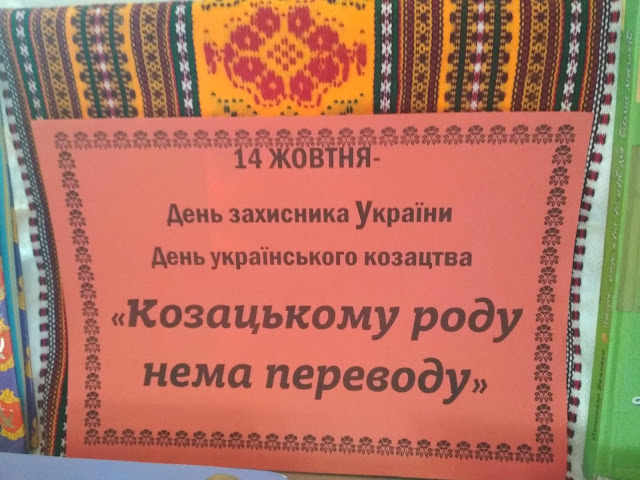 14 ЖОВТНЯ-
День захисника України
День українського козацтва
«Козацькому роду
нема переводу»